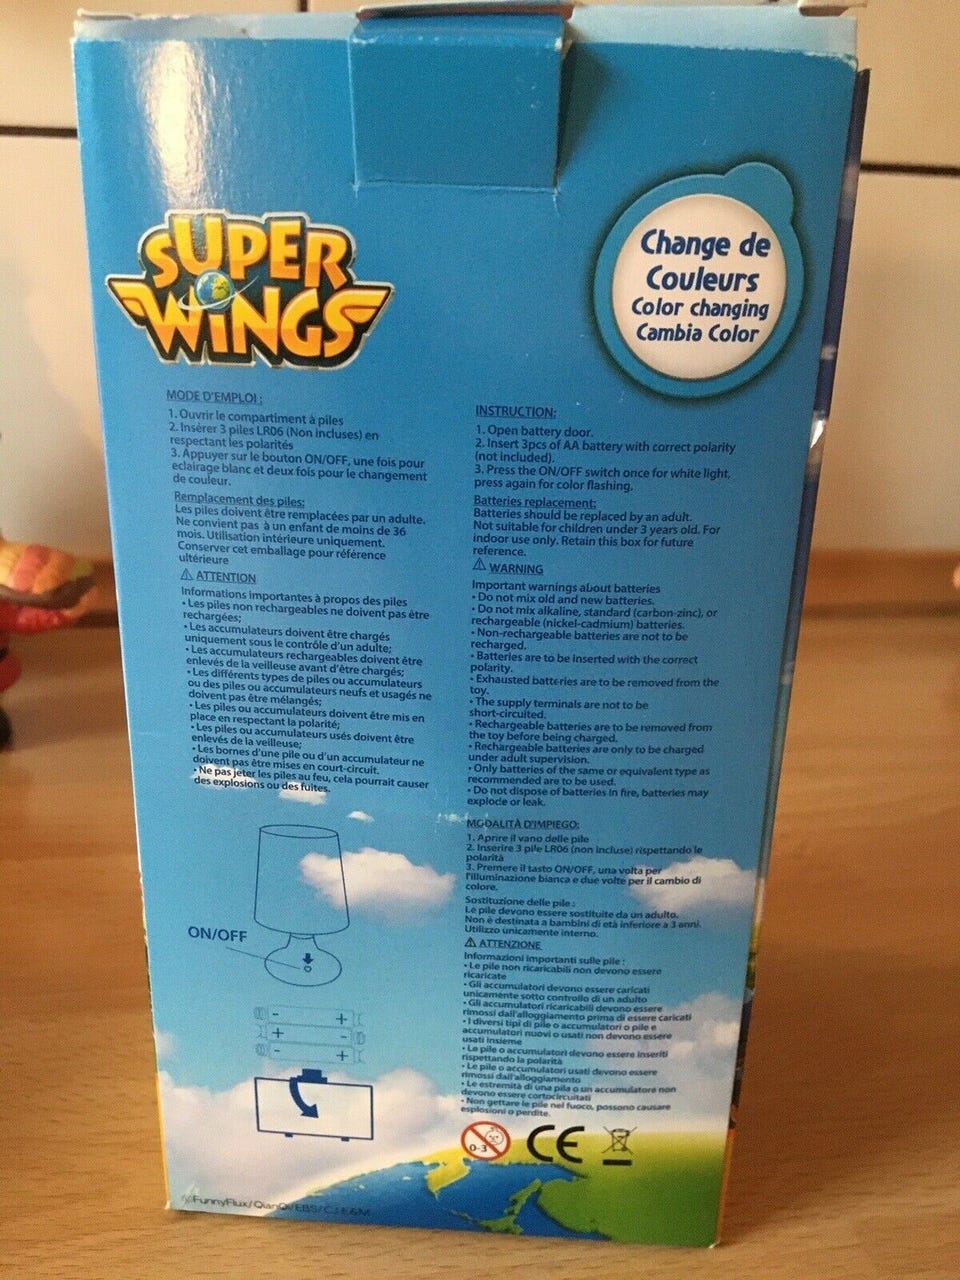 SUPER
WINGS
Change de
Couleurs
Color changing
Cambia Color
MODE D'EMPLOI :
1. Ouvrir le compartiment à piles
2. Insérer 3 piles LR06 (Non incluses) en
respectant les polarités
3. Appuyer sur le bouton ON/OFF, une fois pour
eclairage blanc et deux fois pour le changement
de couleur.
Remplacement des piles:
Les piles doivent être remplacées par un adulte.
Ne convient pas à un enfant de moins de 36
mois. Utilisation intérieure uniquement.
Conserver cet emballage pour référence
ultérieure
⚠ ATTENTION
Informations importantes à propos des piles
• Les piles non rechargeables ne doivent pas être
rechargées;
• Les accumulateurs doivent être chargés
uniquement sous le contrôle d'un adulte;
• Les accumulateurs rechargeables doivent être
enlevés de la veilleuse avant d'être chargés;
• Les différents types de piles ou accumulateurs
ou des piles ou accumulateurs neufs et usagés ne
doivent pas être mélangés;
• Les piles ou accumulateurs doivent être mis en
place en respectant la polarité;
• Les piles ou accumulateurs usés doivent être
enlevés de la veilleuse;
• Les bornes d'une pile ou d'un accumulateur ne
doivent pas être mises en court-circuit.
• Ne pas jeter les piles au feu, cela pourrait causer
des explosions ou des fuites.
ON/OFF
- +
+ -
- +
INSTRUCTION:
1. Open battery door.
2. Insert 3pcs of AA battery with correct polarity
(not included).
3. Press the ON/OFF switch once for white light,
press again for color flashing.
Batteries replacement:
Batteries should be replaced by an adult.
Not suitable for children under 3 years old. For
indoor use only. Retain this box for future
reference.
⚠ WARNING
Important warnings about batteries
• Do not mix old and new batteries.
• Do not mix alkaline, standard (carbon-zinc), or
rechargeable (nickel-cadmium) batteries.
• Non-rechargeable batteries are not to be
recharged.
• Batteries are to be inserted with the correct
polarity.
• Exhausted batteries are to be removed from the
toy.
• The supply terminals are not to be
short-circuited.
• Rechargeable batteries are to be removed from
the toy before being charged.
• Rechargeable batteries are only to be charged
under adult supervision.
• Only batteries of the same or equivalent type as
recommended are to be used.
• Do not dispose of batteries in fire, batteries may
explode or leak.
MODALITÀ D'IMPIEGO:
1. Aprire il vano delle pile
2. Inserire 3 pile LR06 (non incluse) rispettando le
polarità
3. Premere il tasto ON/OFF, una volta per
l'illuminazione bianca e due volte per il cambio di
colore.
Sostituzione delle pile :
Le pile devono essere sostituite da un adulto.
Non è destinata a bambini di età inferiore a 3 anni.
Utilizzo unicamente interno.
⚠ ATTENZIONE
Informazioni importanti sulle pile :
• Le pile non ricaricabili non devono essere
ricaricate
• Gli accumulatori devono essere caricati
unicamente sotto controllo di un adulto
• Gli accumulatori ricaricabili devono essere
rimossi dall'alloggiamento prima di essere caricati
• I diversi tipi di pile o accumulatori o pile e
accumulatori nuovi o usati non devono essere
usati insieme
• Le pile o accumulatori devono essere inseriti
rispettando la polarità
• Le pile o accumulatori usati devono essere
rimossi dall'alloggiamento
• Le estremità di una pila o un accumulatore non
devono essere cortocircuitati
• Non gettare le pile nel fuoco, possono causare
esplosioni o perdite.
0-3 CE
©FunnyFlux/QianQi/EBS/CJ E&M